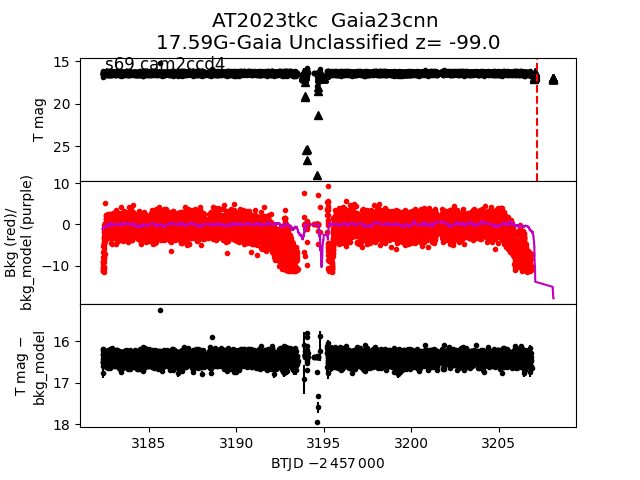 AT2023tkc  Gaia23cnn
17.59G-Gaia Unclassified z= -99.0
s69 cam2ccd4
15
20
25
T mag
10
0
−10
Bkg (red)/
bkg_model (purple)
16
17
18
T mag −
bkg_model
3185
3190
3195
3200
3205
BTJD −2 457 000